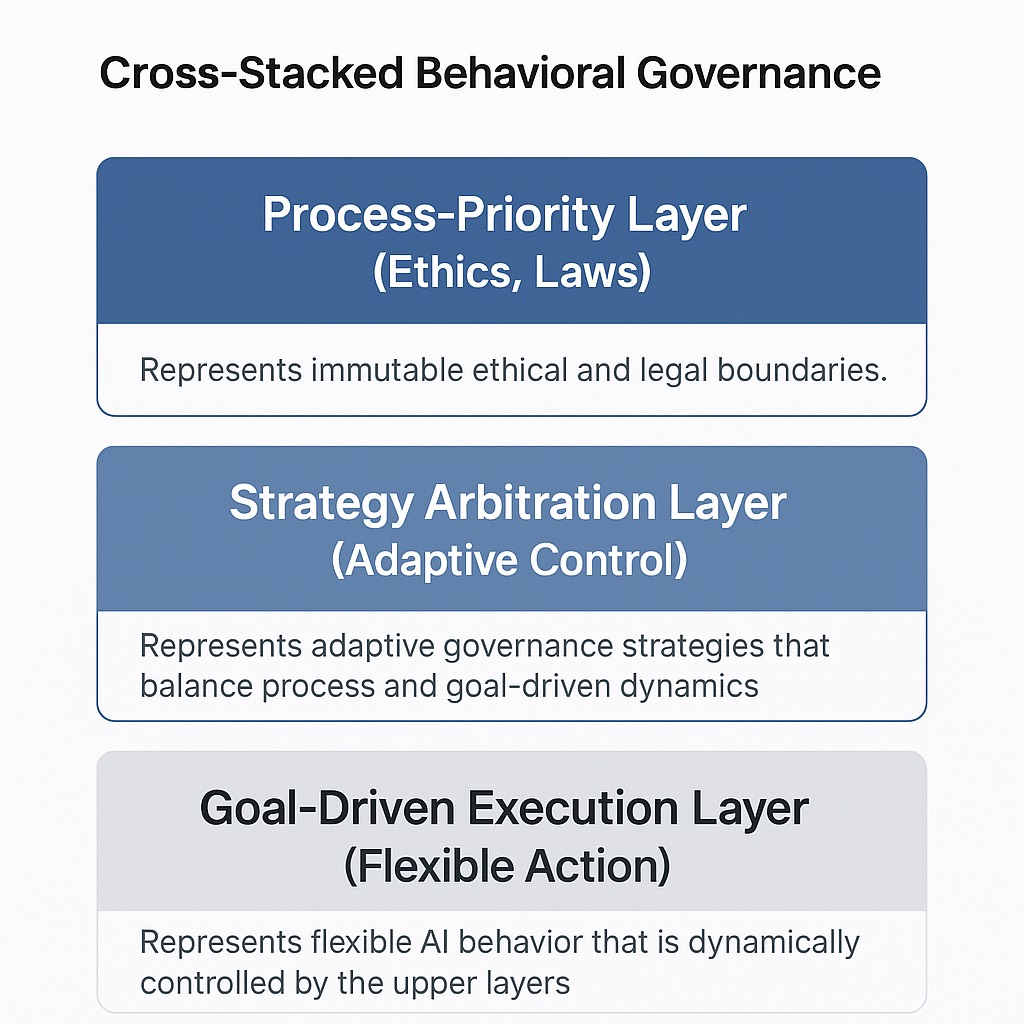 Cross-Stacked Behavioral Governance
Process-Priority Layer
(Ethics, Laws)
Represents immutable ethical and legal boundaries.
Strategy Arbitration Layer
(Adaptive Control)
Represents adaptive governance strategies that
balance process and goal-driven dynamics
Goal-Driven Execution Layer
(Flexible Action)
Represents flexible AI behavior that is dynamically
controlled by the upper layers